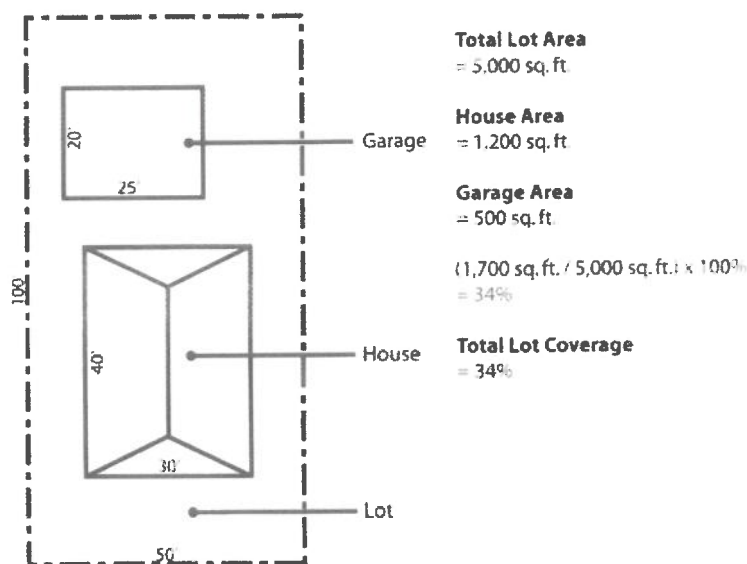 Total Lot Area
= 5,000 sq. ft.
House Area
= 1,200 sq. ft.
Garage Area
= 500 sq. ft.
(1,700 sq. ft. / 5,000 sq. ft.) x 100%
= 34%
Total Lot Coverage
= 34%
20'
25'
Garage
100'
40'
30'
House
Lot
50'